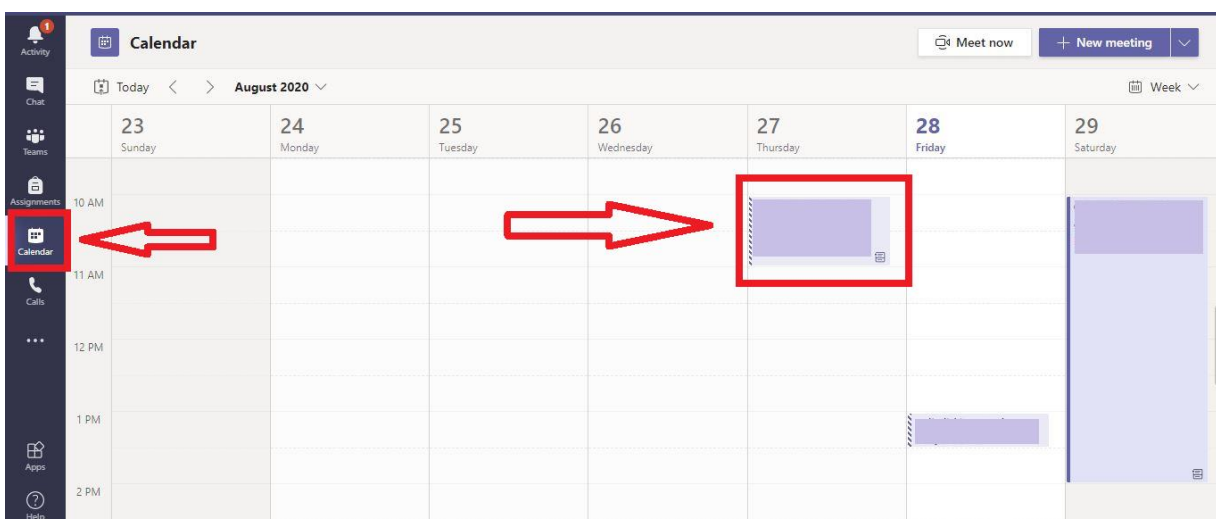 1
Activity
Chat
Teams
Assignments
Calendar
Calls
Apps
Help
Calendar
Meet now
New meeting
Today
August 2020
Week
23
Sunday
24
Monday
25
Tuesday
26
Wednesday
27
Thursday
28
Friday
29
Saturday
10 AM
11 AM
12 PM
1 PM
2 PM